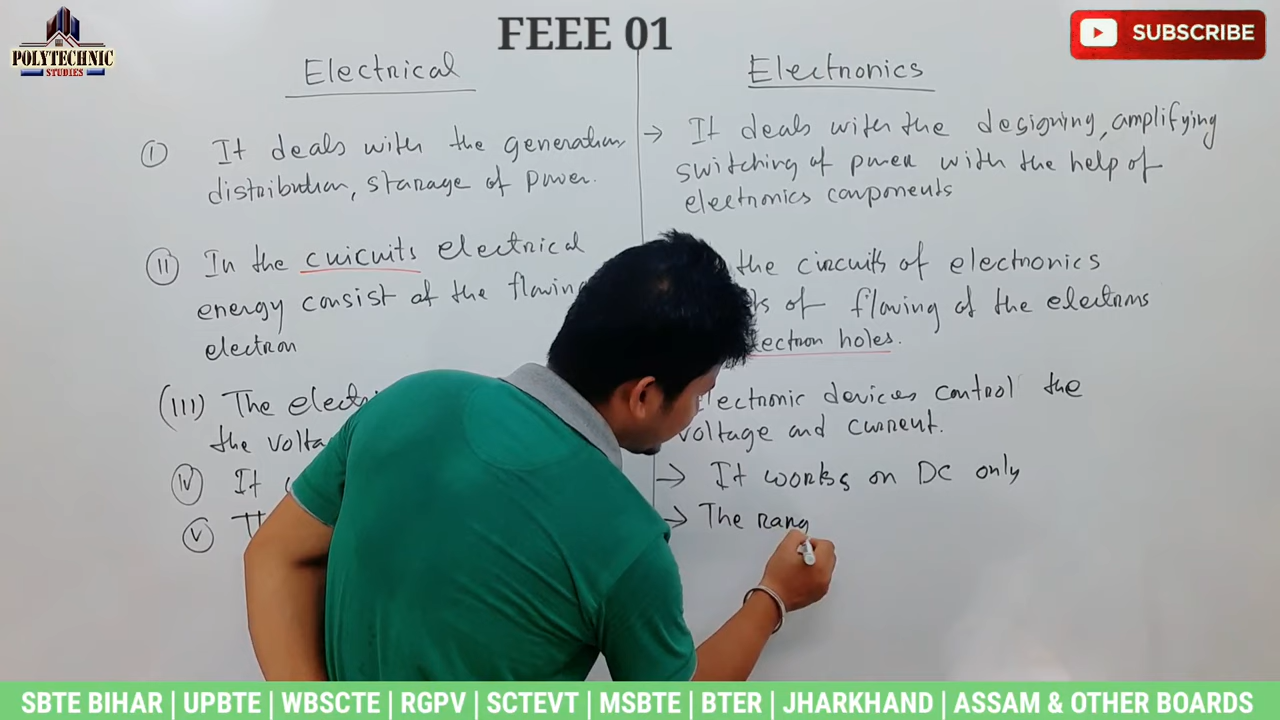 FEEE 01
POLYTECHNIC
STUDIES
SUBSCRIBE
Electrical
Electronics
(I) It deals with the generation
distribution, storage of power.
→ It deals with the designing, amplifying
switching of power with the help of
electronics components
(II) In the cuicuits electrical
energy consist of the flowing
electron
the circuits of electronics
of flowing of the electrons
holes.
(III) The
the
Electronic devices control the
voltage and current.
(IV) It
→ It works on DC only
(V)
→ The rang
SBTE BIHAR | UPBTE | WBSCTE | RGPV | SCTEVT | MSBTE | BTER | JHARKHAND | ASSAM & OTHER BOARDS